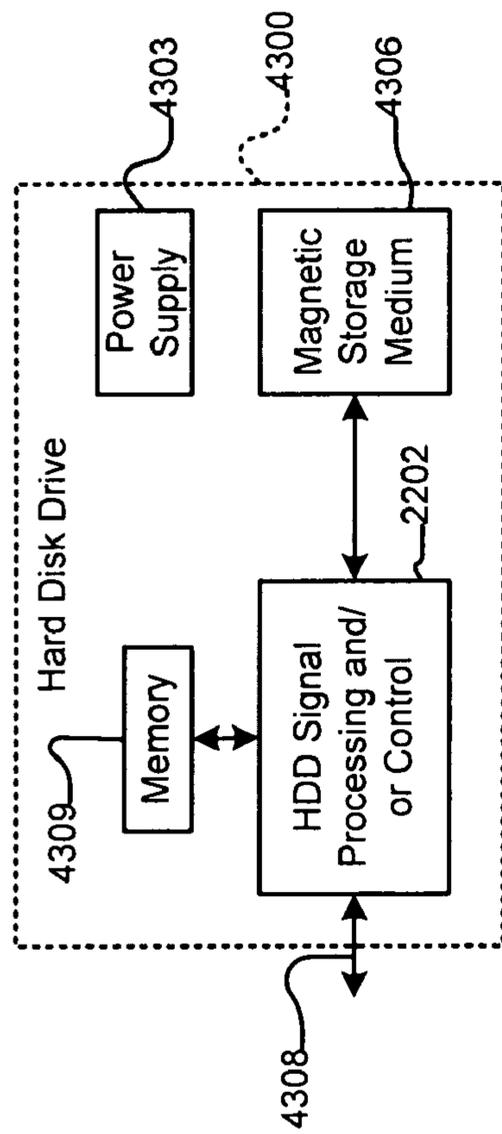 Hard Disk Drive
4309
Memory
Power
Supply
4303
4300
4308
HDD Signal
Processing and/
or Control
2202
Magnetic
Storage
Medium
4306